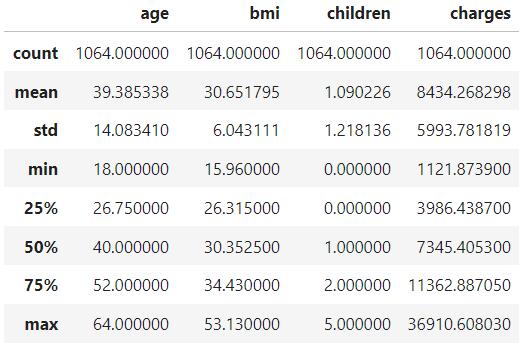 age bmi children charges
count 1064.000000 1064.000000 1064.000000 1064.000000
mean 39.385338 30.651795 1.090226 8434.268298
std 14.083410 6.043111 1.218136 5993.781819
min 18.000000 15.960000 0.000000 1121.873900
25% 26.750000 26.315000 0.000000 3986.438700
50% 40.000000 30.352500 1.000000 7345.405300
75% 52.000000 34.430000 2.000000 11362.887050
max 64.000000 53.130000 5.000000 36910.608030